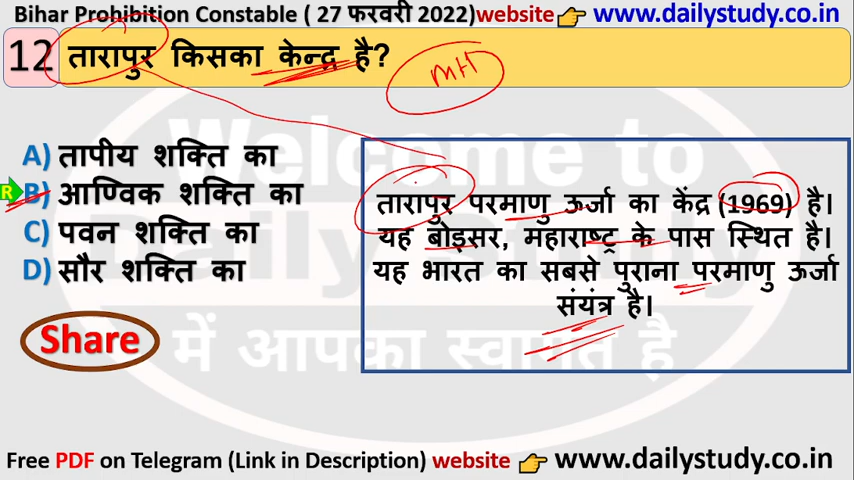 Bihar Prohibition Constable ( 27 फरवरी 2022)website 👉 www.dailystudy.co.in
12 तारापुर किसका केन्द्र है?
MH
A) तापीय शक्ति का
R B) आण्विक शक्ति का
C) पवन शक्ति का
D) सौर शक्ति का
Share
तारापुर परमाणु ऊर्जा का केंद्र (1969) है।
यह बोइसर, महाराष्ट्र के पास स्थित है।
यह भारत का सबसे पुराना परमाणु ऊर्जा
संयंत्र है।
Welcome to
Daily Study
में आपका स्वागत है
Free PDF on Telegram (Link in Description) website 👉 www.dailystudy.co.in